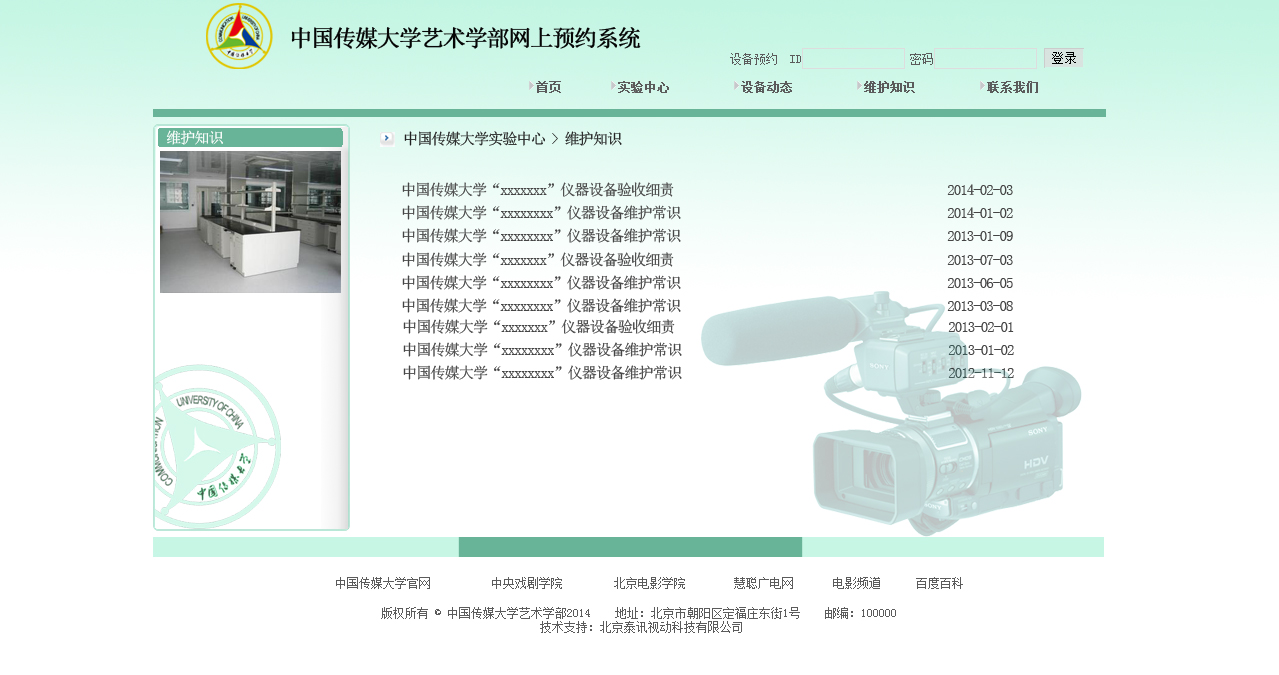 中国传媒大学艺术学部网上预约系统
设备预约 ID 密码 登录
首页 实验中心 设备动态 维护知识 联系我们
维护知识
中国传媒大学实验中心 > 维护知识
中国传媒大学“xxxxxxx”仪器设备验收细责 2014-02-03
中国传媒大学“xxxxxxxx”仪器设备维护常识 2014-01-02
中国传媒大学“xxxxxxxx”仪器设备维护常识 2013-01-09
中国传媒大学“xxxxxxx”仪器设备验收细责 2013-07-03
中国传媒大学“xxxxxxxx”仪器设备维护常识 2013-06-05
中国传媒大学“xxxxxxxx”仪器设备维护常识 2013-03-08
中国传媒大学“xxxxxxx”仪器设备验收细责 2013-02-01
中国传媒大学“xxxxxxxx”仪器设备维护常识 2013-01-02
中国传媒大学“xxxxxxxx”仪器设备维护常识 2012-11-12
SONY
SONY
HDV
UNIVERSITY OF CHINA
中国传媒大学
中国传媒大学官网 中央戏剧学院 北京电影学院 慧聪广电网 电影频道 百度百科
版权所有 © 中国传媒大学艺术学部2014 地址: 北京市朝阳区定福庄东街1号 邮编: 100000
技术支持: 北京泰讯视动科技有限公司